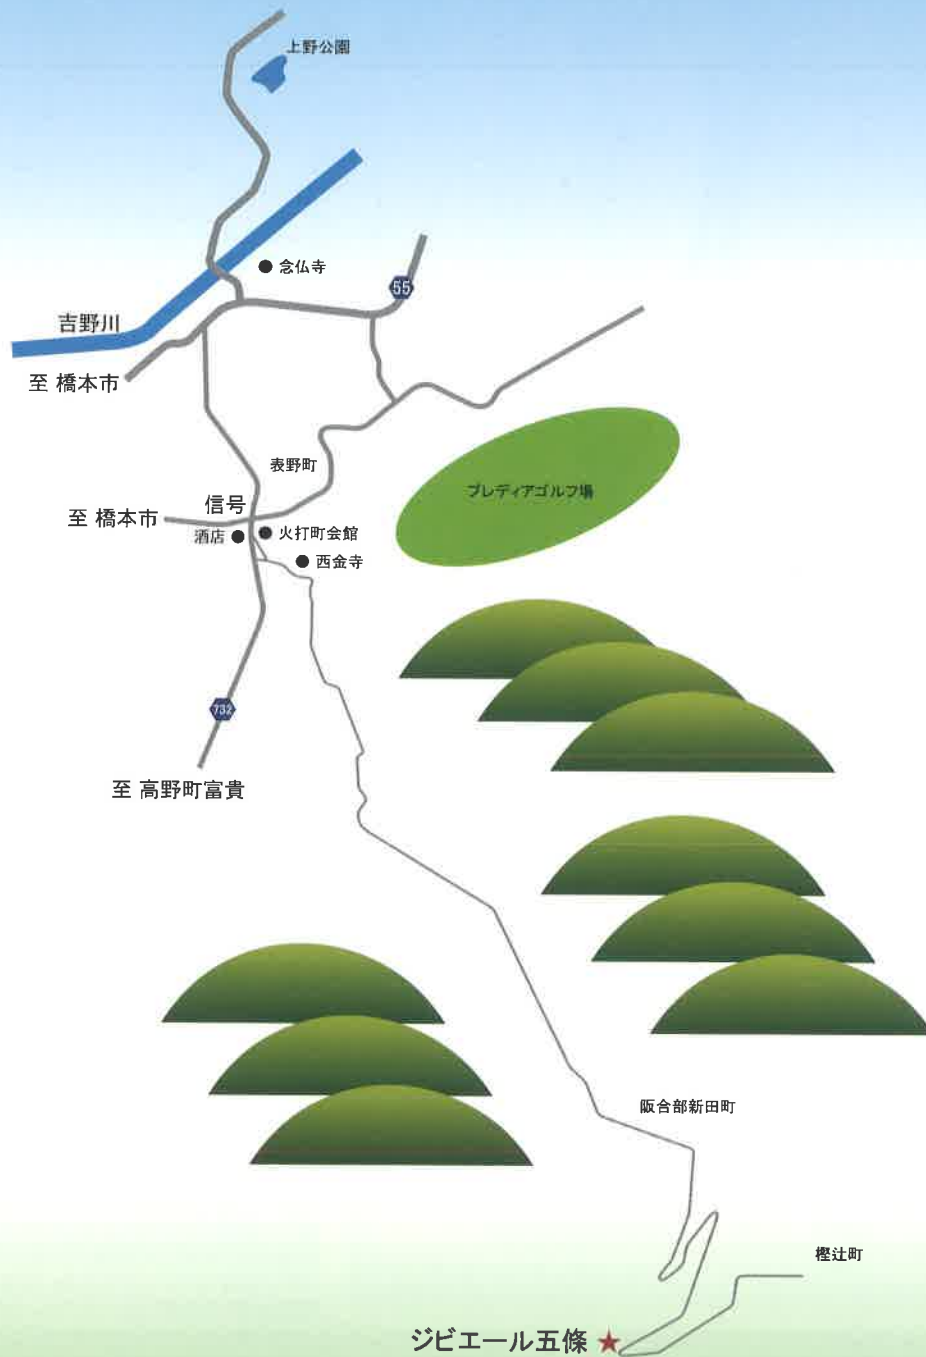 上野公園
念仏寺
55
吉野川
至 橋本市
表野町
ブレディアゴルフ場
信号
至 橋本市
酒店
火打町会館
西金寺
732
至 高野町富貴
阪合部新田町
樫辻町
ジビエール五條